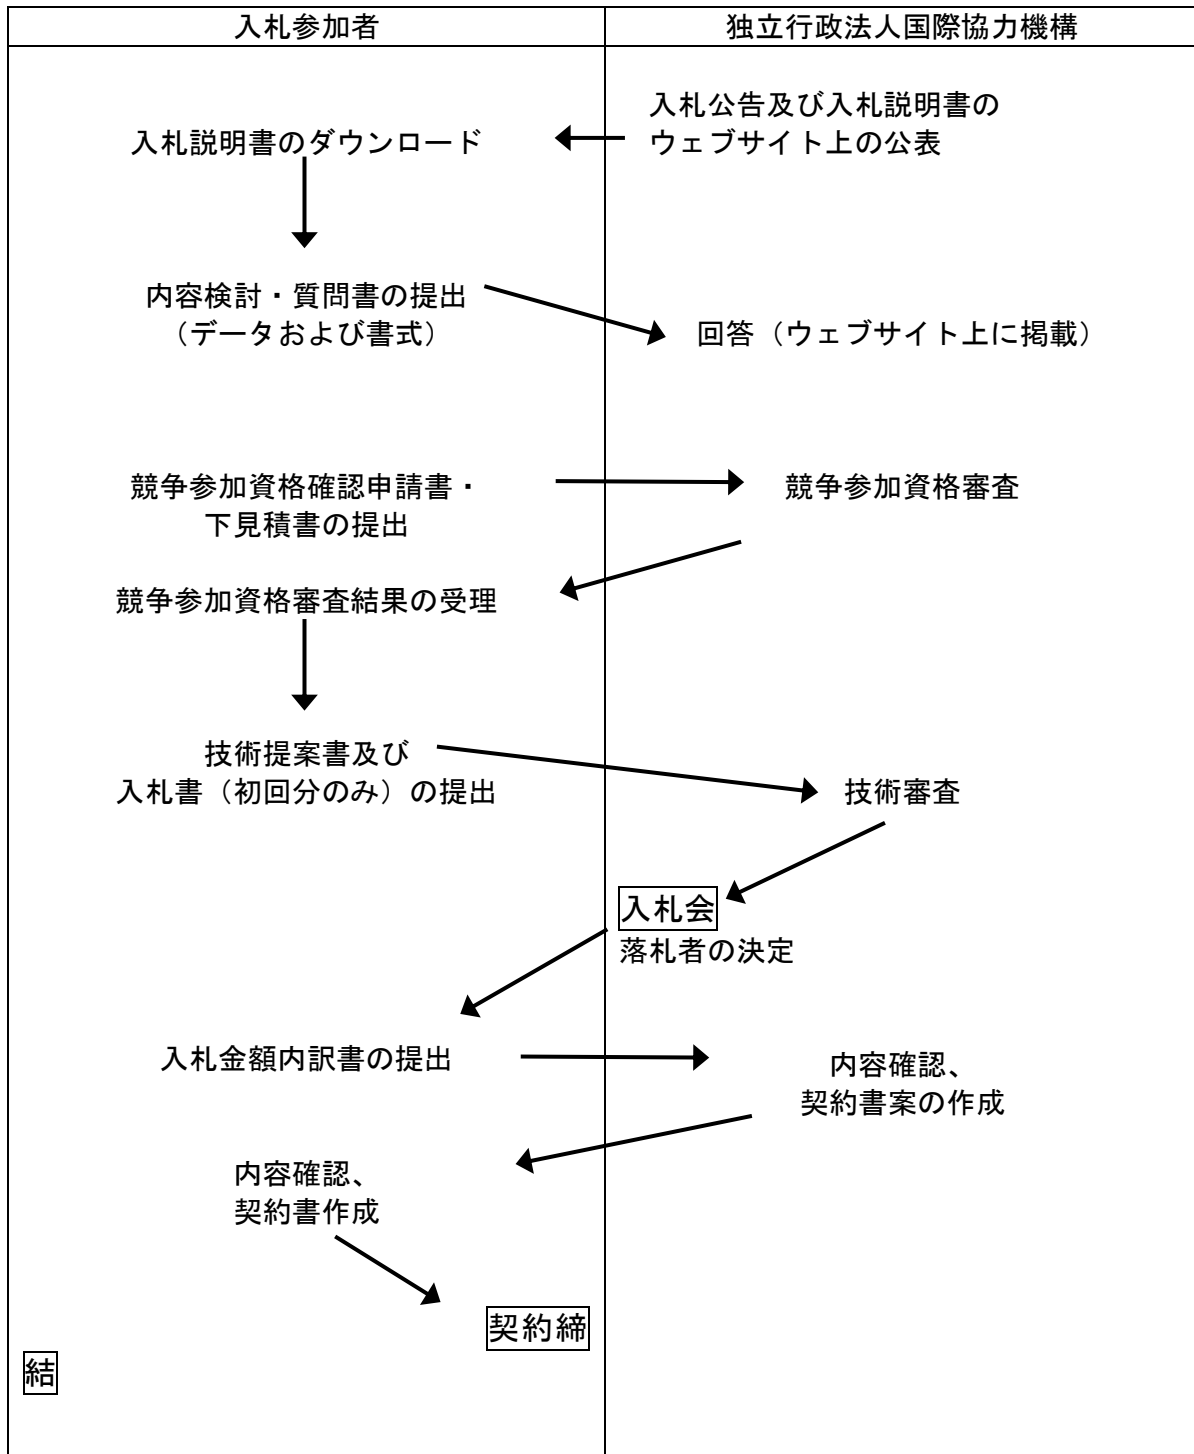 入札参加者
独立行政法人国際協力機構
入札公告及び入札説明書の
ウェブサイト上の公表
入札説明書のダウンロード
内容検討・質問書の提出
（データおよび書式）
回答（ウェブサイト上に掲載）
競争参加資格確認申請書・
下見積書の提出
競争参加資格審査
競争参加資格審査結果の受理
技術提案書及び
入札書（初回分のみ）の提出
技術審査
入札会
落札者の決定
入札金額内訳書の提出
内容確認、
契約書案の作成
内容確認、
契約書作成
契約締
結